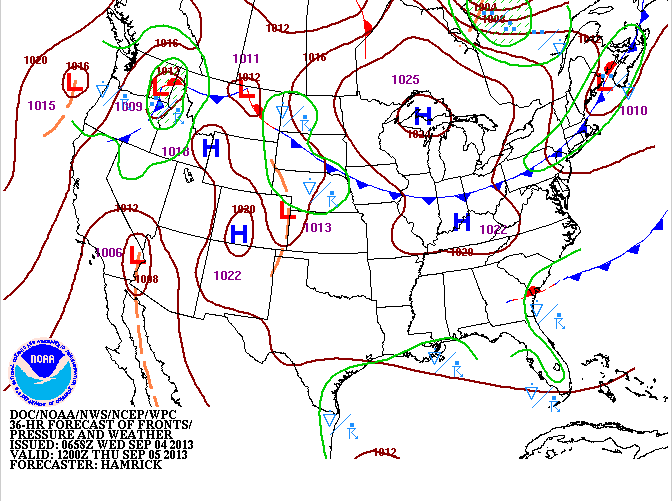 1004
1008
1012
1016
1012
1020
1016
1016
1011
1012
1012
1025
1015
L
L
L
L
1009
1010
H
1024
1016
H
1012
1020
L
H
1022
1013
H
1006
L
1020
1008
1022
NOAA
DOC/NOAA/NWS/NCEP/WPC
36-HR FORECAST OF FRONTS/
PRESSURE AND WEATHER
ISSUED: 0658Z WED SEP 04 2013
VALID: 1200Z THU SEP 05 2013
FORECASTER: HAMRICK
1012